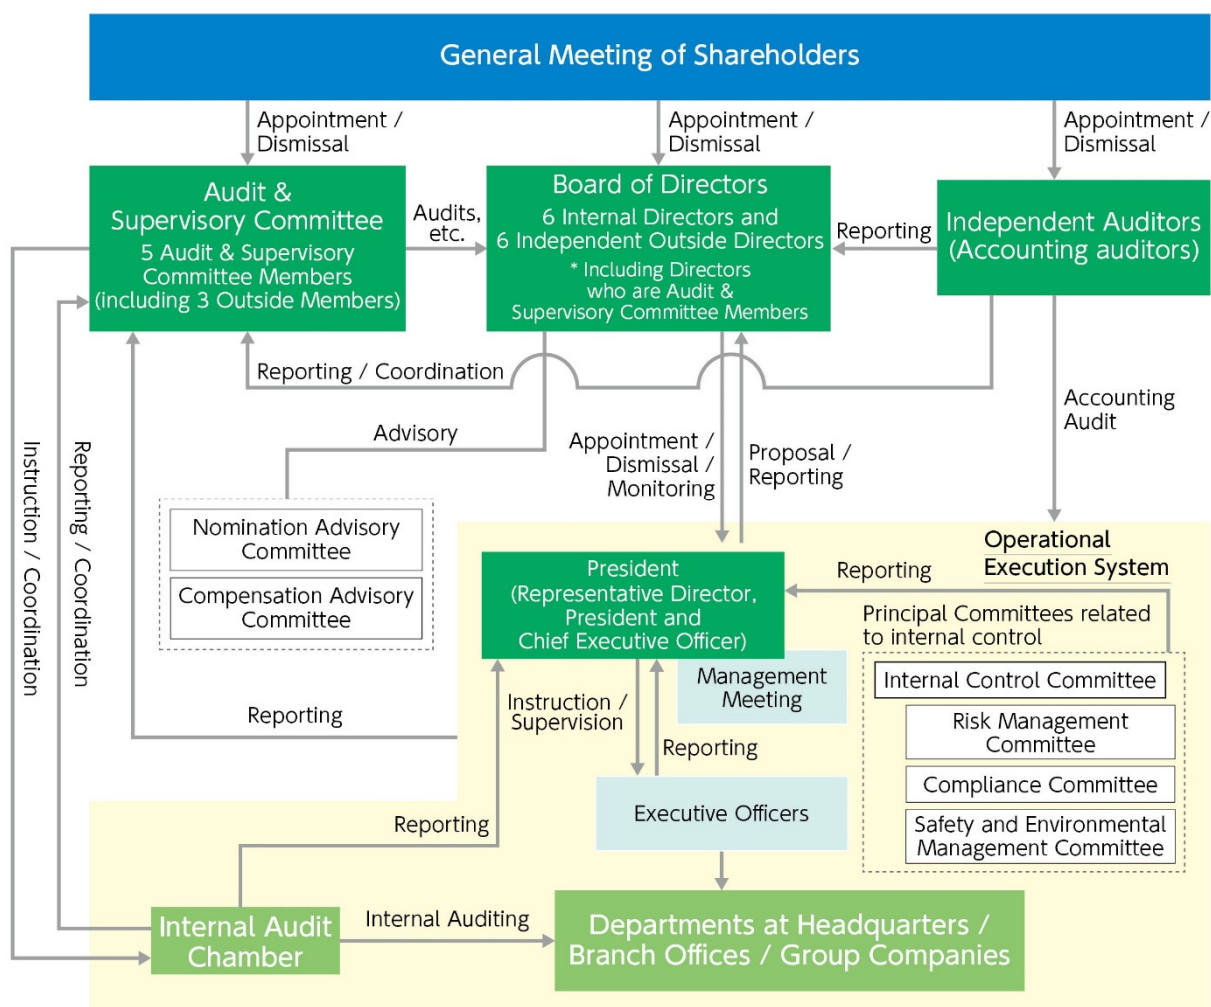 General Meeting of Shareholders
Appointment /
Dismissal
Appointment /
Dismissal
Appointment /
Dismissal
Audit &
Supervisory Committee
5 Audit & Supervisory
Committee Members
(including 3 Outside Members)
Audits,
etc.
Board of Directors
6 Internal Directors and
6 Independent Outside Directors
* Including Directors
who are Audit &
Supervisory Committee Members
Reporting
Independent Auditors
(Accounting auditors)
Reporting / Coordination
Advisory
Appointment /
Dismissal /
Monitoring
Proposal /
Reporting
Accounting
Audit
Instruction / Coordination
Reporting / Coordination
Nomination Advisory
Committee
Compensation Advisory
Committee
Operational
Execution System
President
(Representative Director,
President and
Chief Executive Officer)
Reporting
Principal Committees related
to internal control
Management
Meeting
Internal Control Committee
Risk Management
Committee
Compliance Committee
Safety and Environmental
Management Committee
Reporting
Instruction /
Supervision
Reporting
Executive Officers
Reporting
Internal Audit
Chamber
Internal Auditing
Departments at Headquarters /
Branch Offices / Group Companies